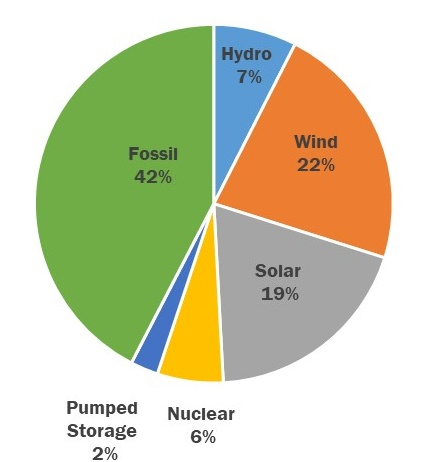 Hydro
7%
Wind
22%
Fossil
42%
Solar
19%
Pumped
Storage
2%
Nuclear
6%